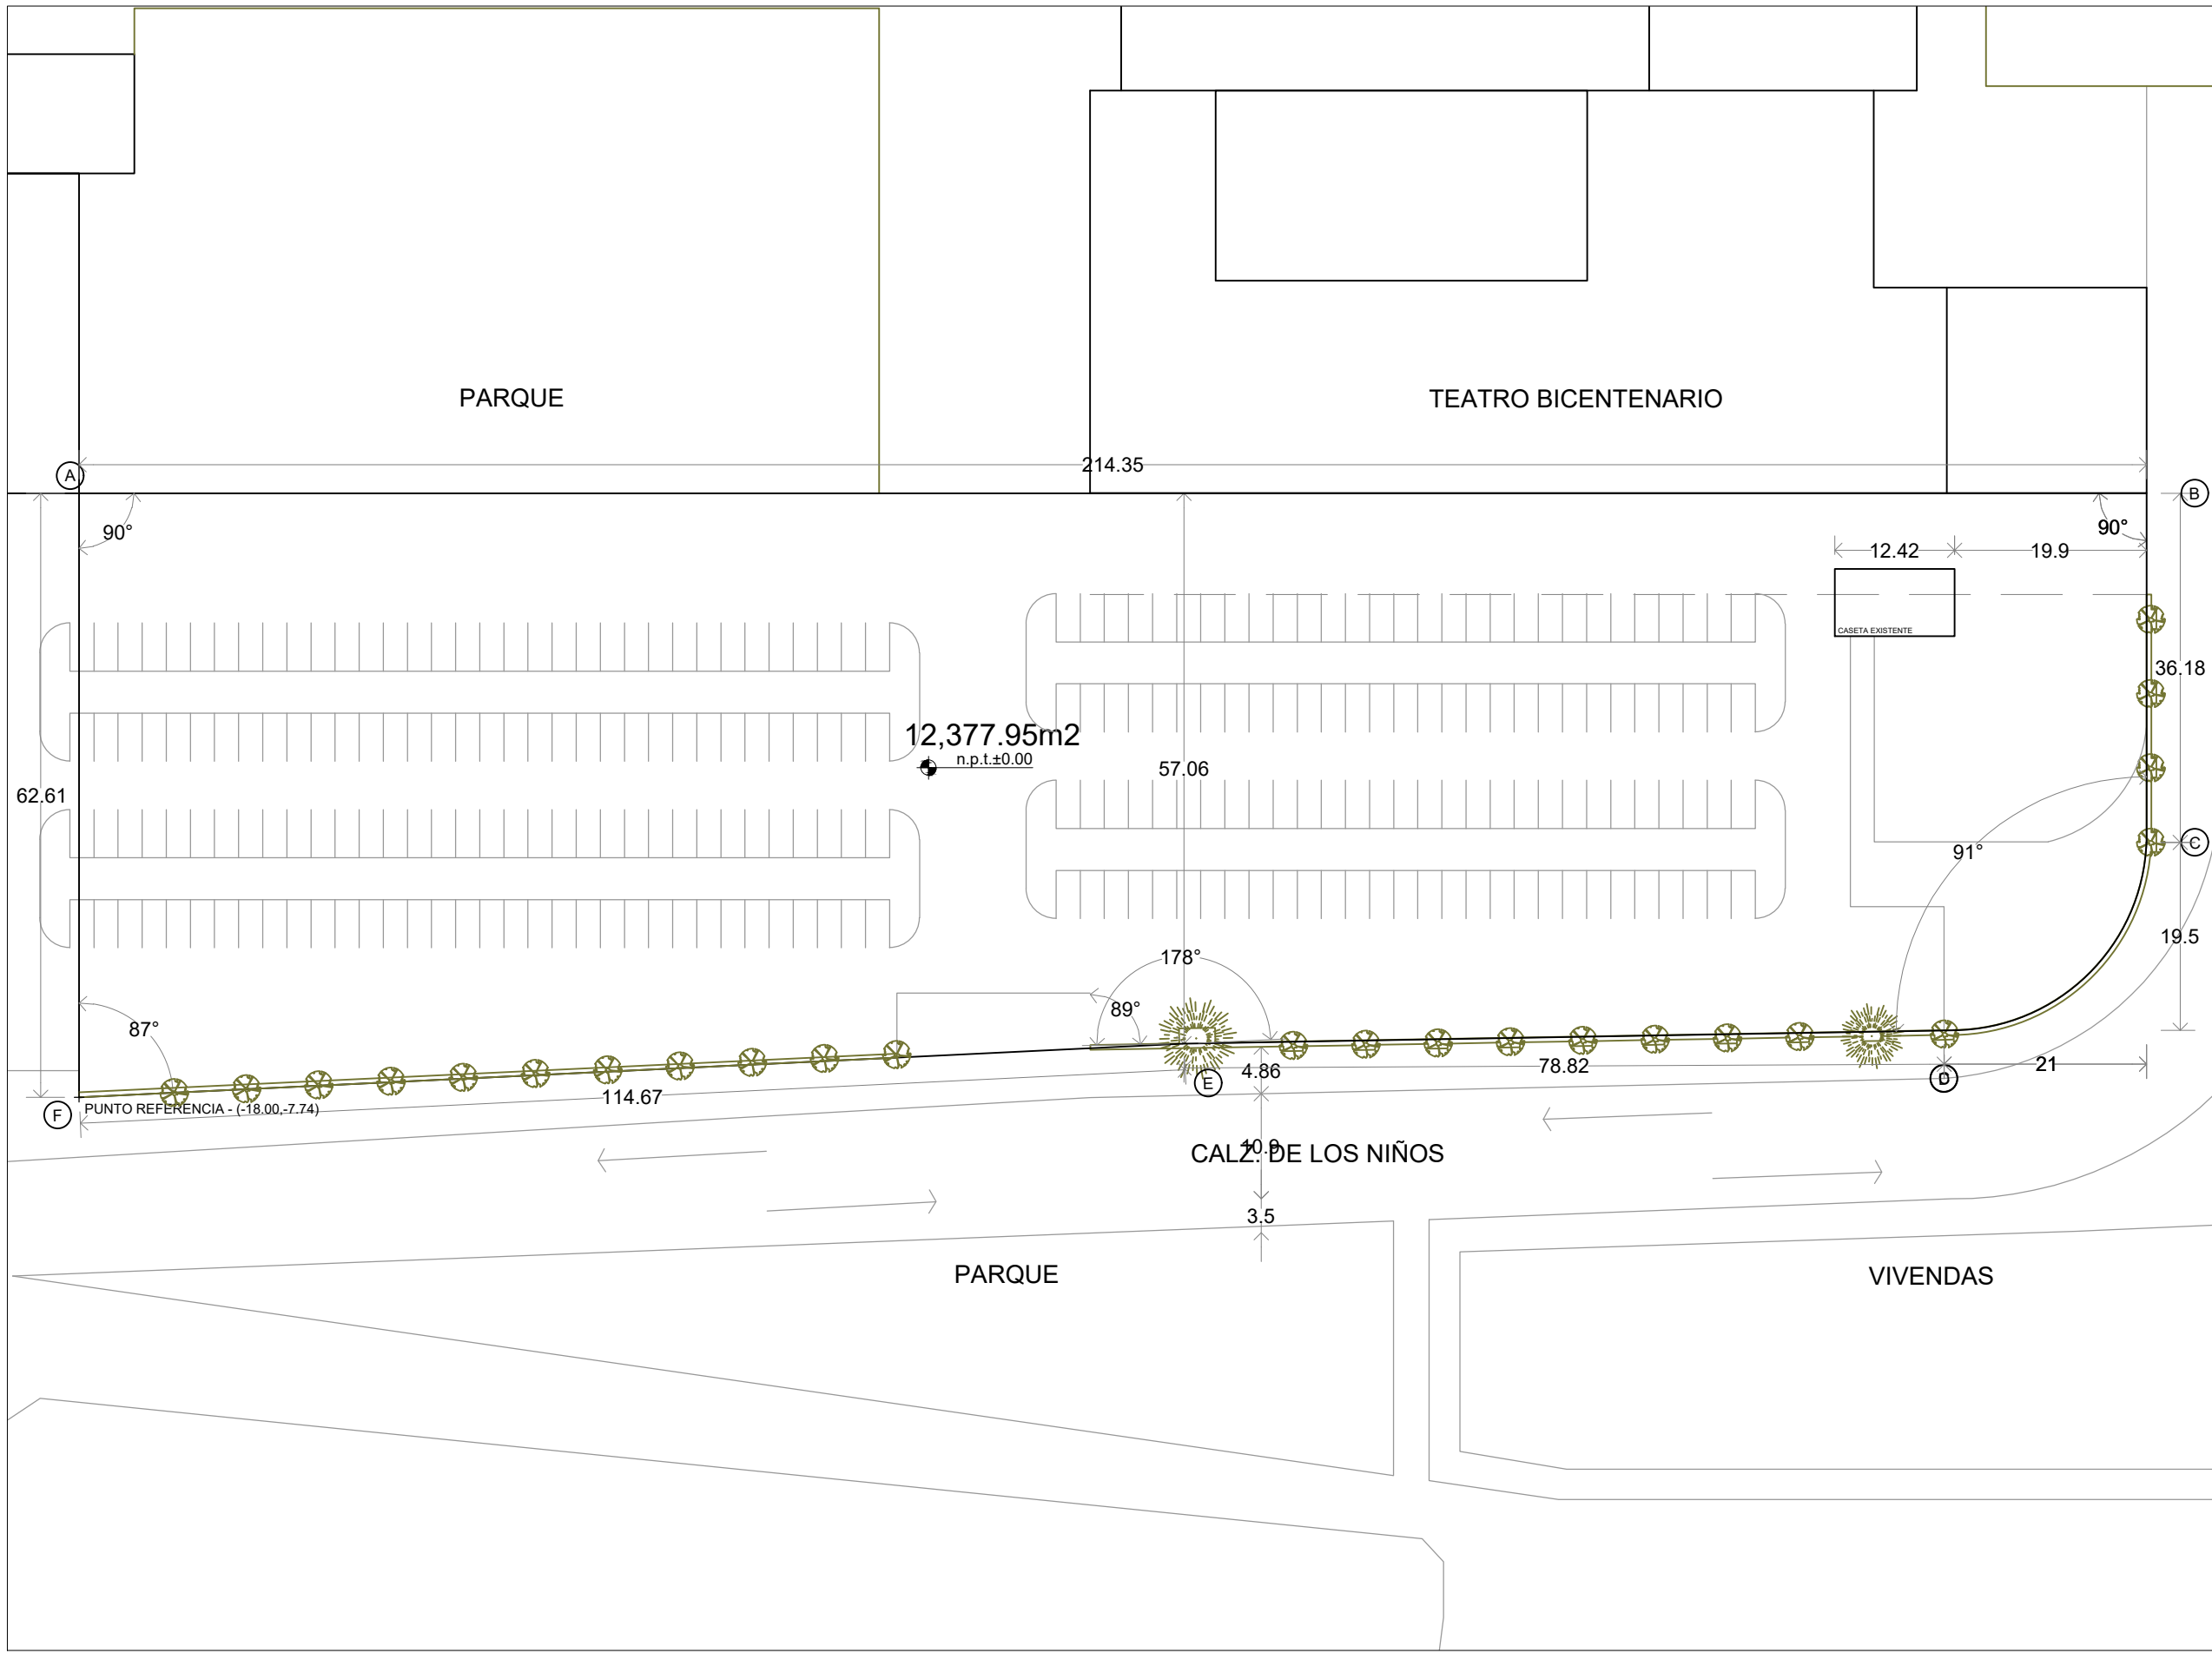 PARQUE
TEATRO BICENTENARIO
214.35
A
B
90°
90°
12.42
19.9
CASETA EXISTENTE
36.18
12,377.95m2
n.p.t.±0.00
57.06
62.61
91°
C
19.5
178°
89°
87°
4.86
78.82
21
E
D
114.67
PUNTO REFERENCIA - (-18.00,-7.74)
F
CALZ. DE LOS NIÑOS
10.9
3.5
PARQUE
VIVENDAS